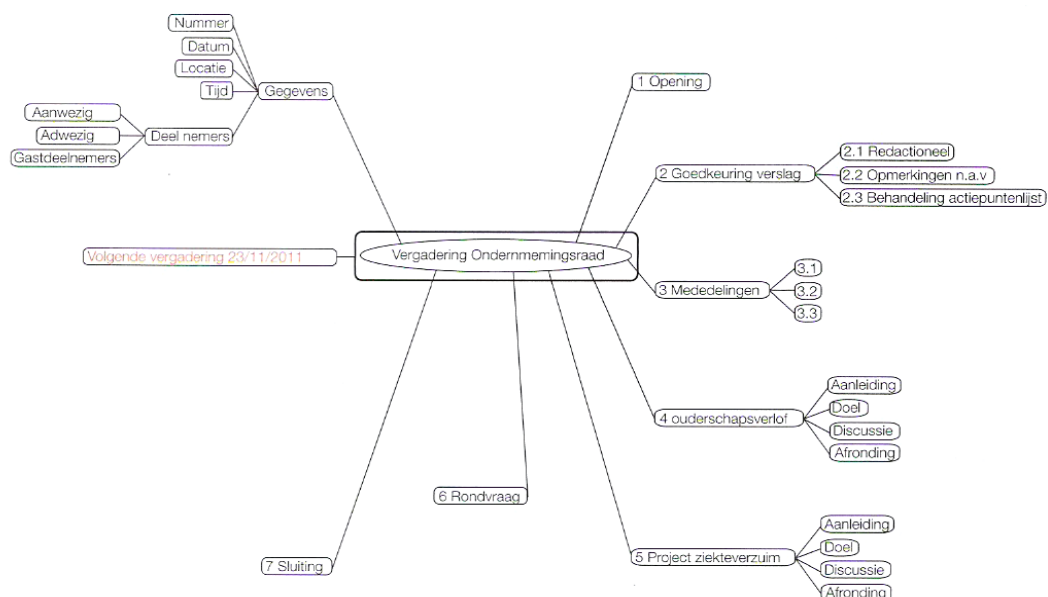 Nummer
Datum
Locatie
Tijd
Gegevens
Aanwezig
Adwezig
Gastdeelnemers
Deel nemers
1 Opening
2 Goedkeuring verslag
2.1 Redactioneel
2.2 Opmerkingen n.a.v
2.3 Behandeling actiepuntenlijst
Vergadering Ondernmemingsraad
Volgende vergadering 23/11/2011
3 Mededelingen
3.1
3.2
3.3
4 ouderschapsverlof
Aanleiding
Doel
Discussie
Afronding
5 Project ziekteverzuim
Aanleiding
Doel
Discussie
Afronding
6 Rondvraag
7 Sluiting